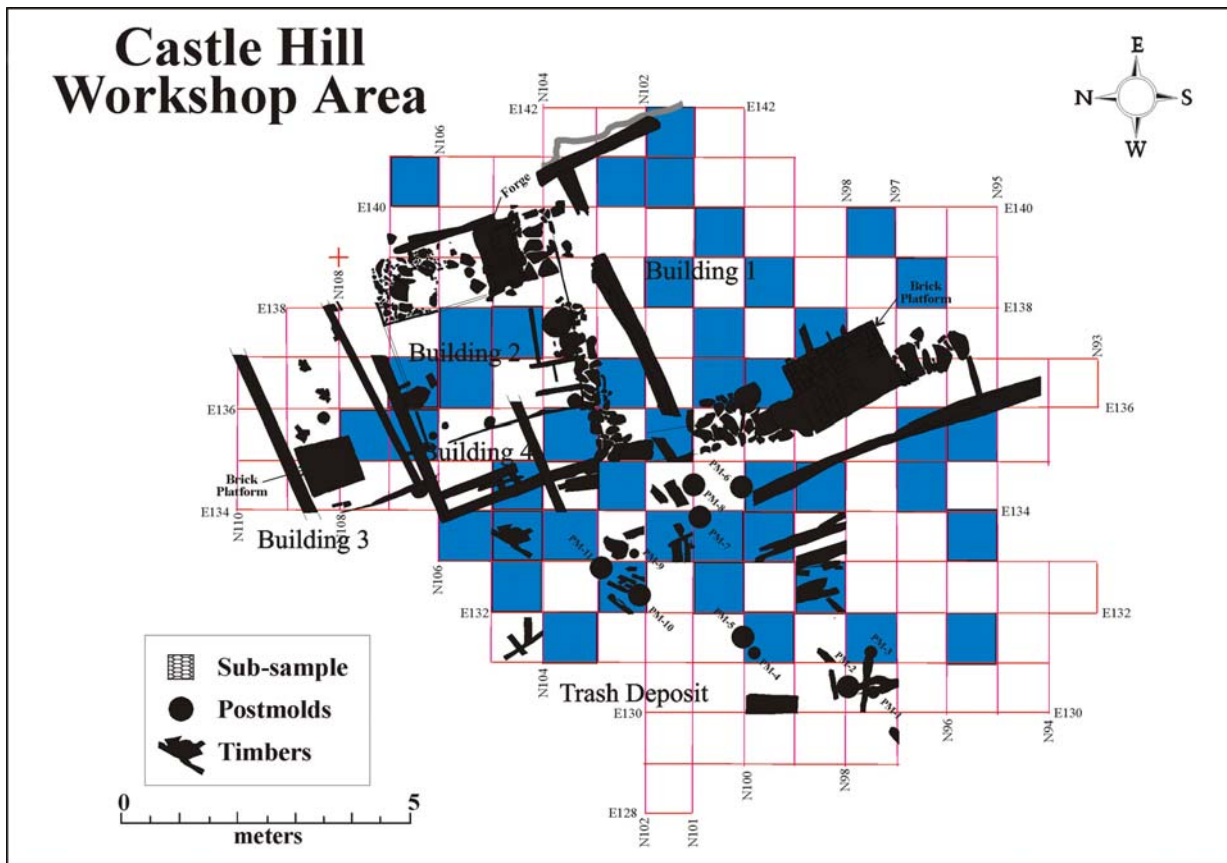 Castle Hill
Workshop Area
E
N
S
W
N104
N102
E142
E142
N106
Forge
N98
N97
N95
E140
E140
N108
Building 1
Brick
Platform
E138
E138
Building 2
N93
E136
E136
Building 4
Brick
Platform
PM-6
PM-8
E134
N110
N108
E134
Building 3
PM-7
PM-11
PM-9
N106
E132
PM-10
PM-5
PM-4
PM-3
PM-2
E132
N104
Trash Deposit
PM-1
E130
E130
N96
N94
N100
N98
E128
N102
N101
Sub-sample
Postmolds
Timbers
0
5
meters